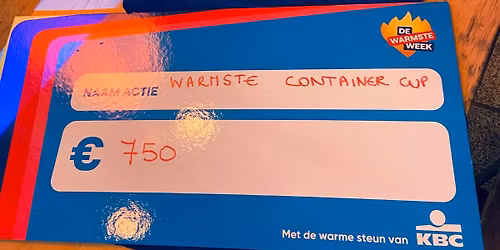 DE
WARMSTE
WEEK
NAAM ACTIE WARMSTE CONTAINER CUP
€ 750
Met de warme steun van KBC